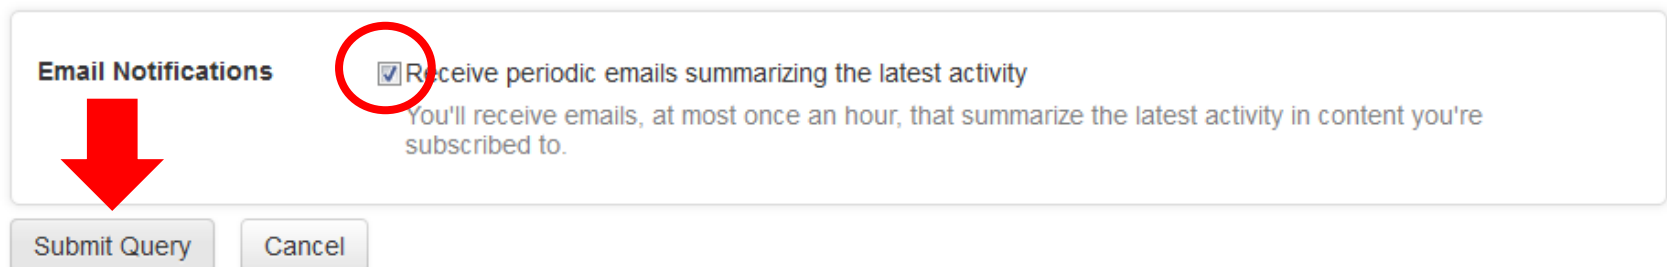 Email Notifications
Receive periodic emails summarizing the latest activity
You'll receive emails, at most once an hour, that summarize the latest activity in content you're
subscribed to.
Submit Query
Cancel